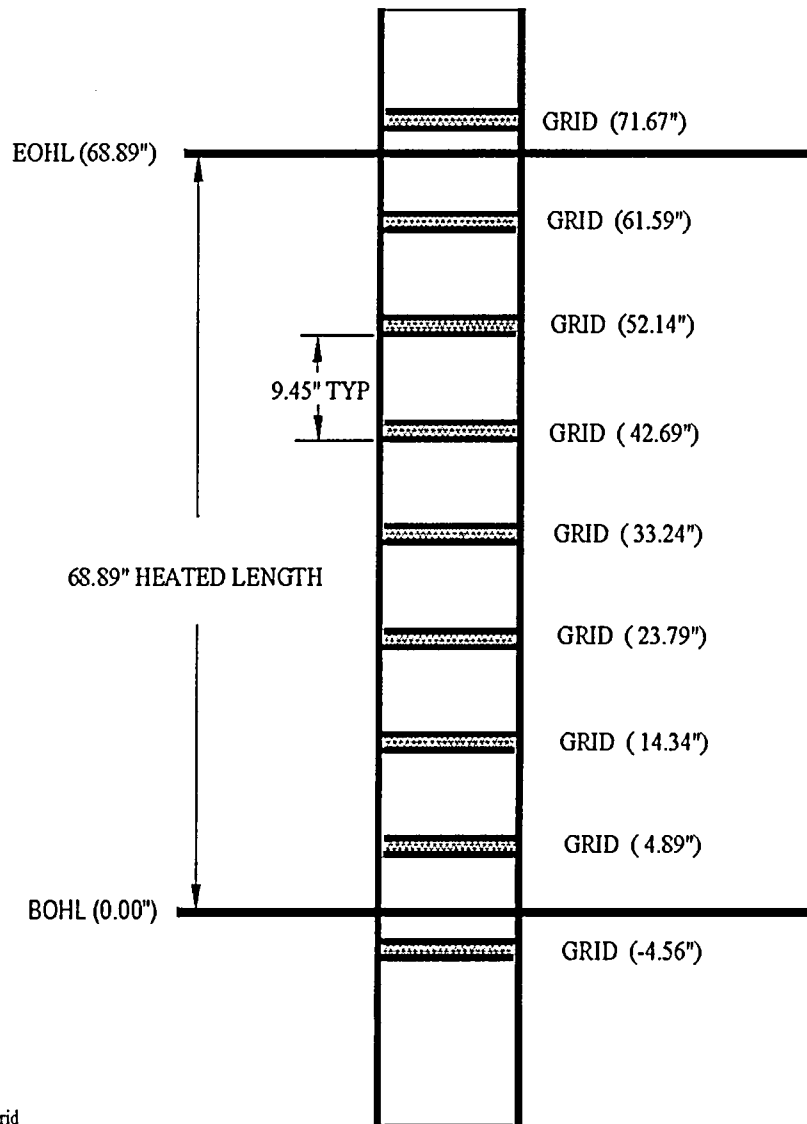 GRID (71.67")
EOHL (68.89")
GRID (61.59")
GRID (52.14")
9.45" TYP
GRID ( 42.69")
GRID ( 33.24")
68.89" HEATED LENGTH
GRID ( 23.79")
GRID ( 14.34")
GRID ( 4.89")
BOHL (0.00")
GRID (-4.56")
rid